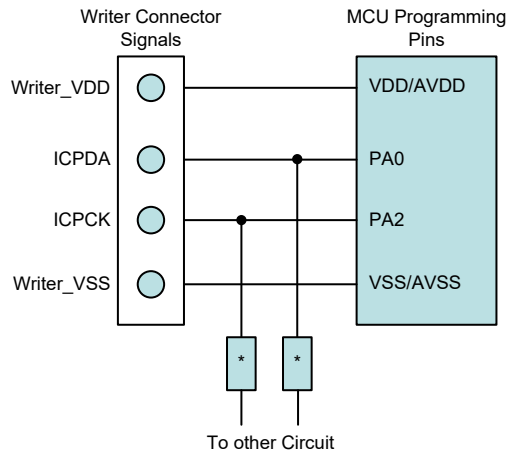 Writer Connector
Signals
MCU Programming
Pins
Writer_VDD
VDD/AVDD
ICPDA
PA0
ICPCK
PA2
Writer_VSS
VSS/AVSS
*
*
To other Circuit